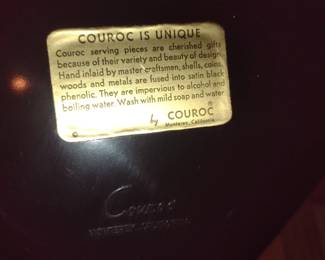 COUROC IS UNIQUE
Couroc serving pieces are cherished gifts
because of their variety and beauty of design.
Hand inlaid by master craftsmen, shells, coins,
woods and metals are fused into satin black
phenolic. They are impervious to alcohol and
boiling water. Wash with mild soap and water
by COUROC®
Monterey, California
©
Couroc
MONTEREY CALIFORNIA